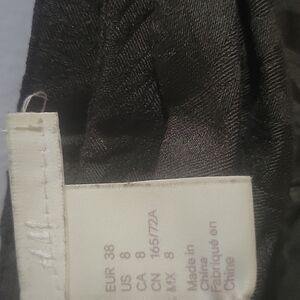 EUR 38
US 8
CA 8
CN 165/72A
MX 8
Made in
China
Fabriqué en
Chine